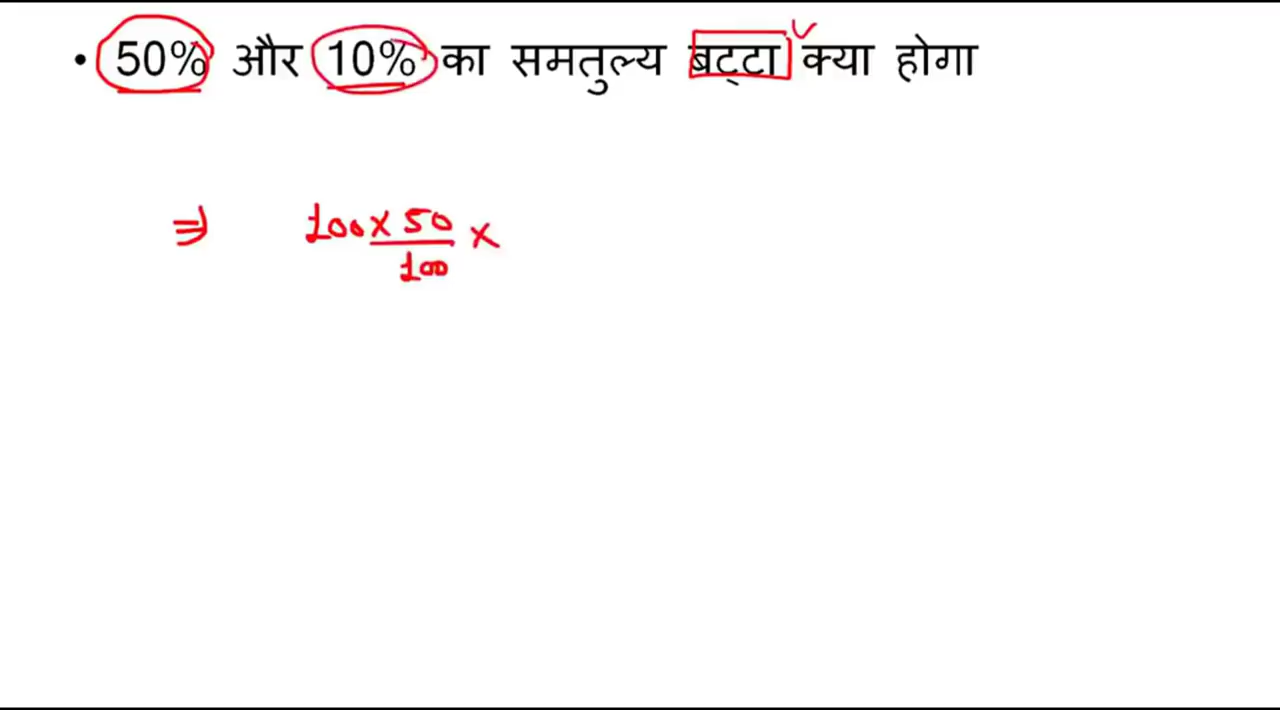 • 50% और 10% का समतुल्य बट्टा क्या होगा
⇒ 100 × 50/100 ×